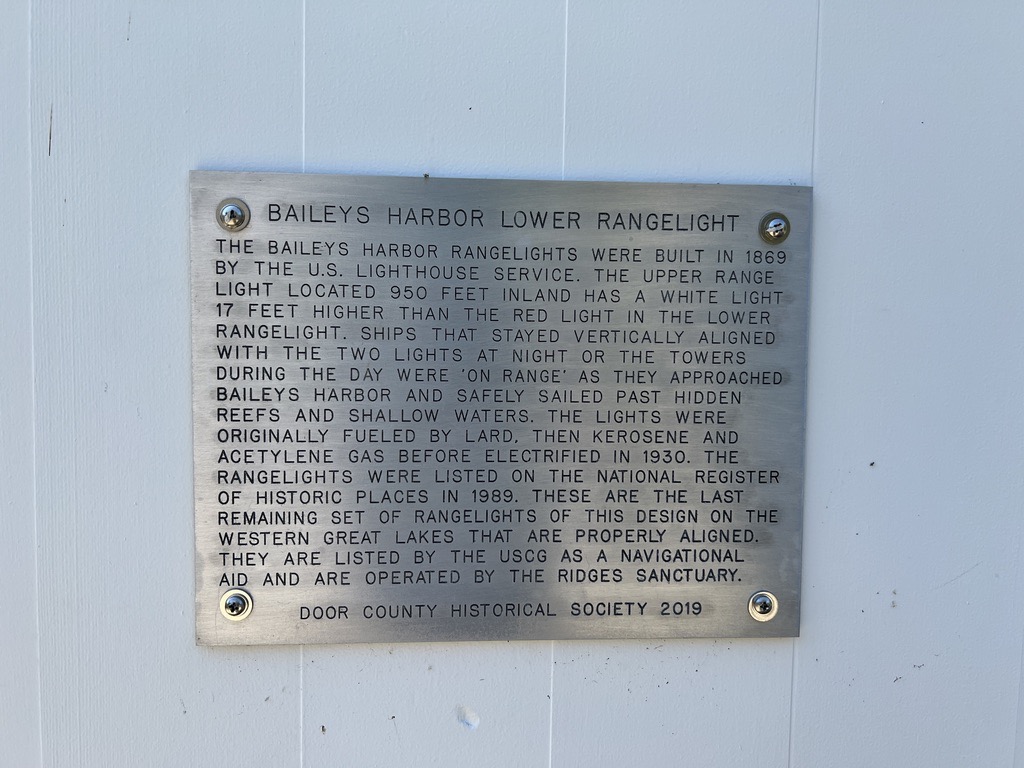 BAILEYS HARBOR LOWER RANGELIGHT
THE BAILEYS HARBOR RANGELIGHTS WERE BUILT IN 1869
BY THE U.S. LIGHTHOUSE SERVICE. THE UPPER RANGE
LIGHT LOCATED 950 FEET INLAND HAS A WHITE LIGHT
17 FEET HIGHER THAN THE RED LIGHT IN THE LOWER
RANGELIGHT. SHIPS THAT STAYED VERTICALLY ALIGNED
WITH THE TWO LIGHTS AT NIGHT OR THE TOWERS
DURING THE DAY WERE 'ON RANGE' AS THEY APPROACHED
BAILEYS HARBOR AND SAFELY SAILED PAST HIDDEN
REEFS AND SHALLOW WATERS. THE LIGHTS WERE
ORIGINALLY FUELED BY LARD, THEN KEROSENE AND
ACETYLENE GAS BEFORE ELECTRIFIED IN 1930. THE
RANGELIGHTS WERE LISTED ON THE NATIONAL REGISTER
OF HISTORIC PLACES IN 1989. THESE ARE THE LAST
REMAINING SET OF RANGELIGHTS OF THIS DESIGN ON THE
WESTERN GREAT LAKES THAT ARE PROPERLY ALIGNED.
THEY ARE LISTED BY THE USCG AS A NAVIGATIONAL
AID AND ARE OPERATED BY THE RIDGES SANCTUARY.
DOOR COUNTY HISTORICAL SOCIETY 2019